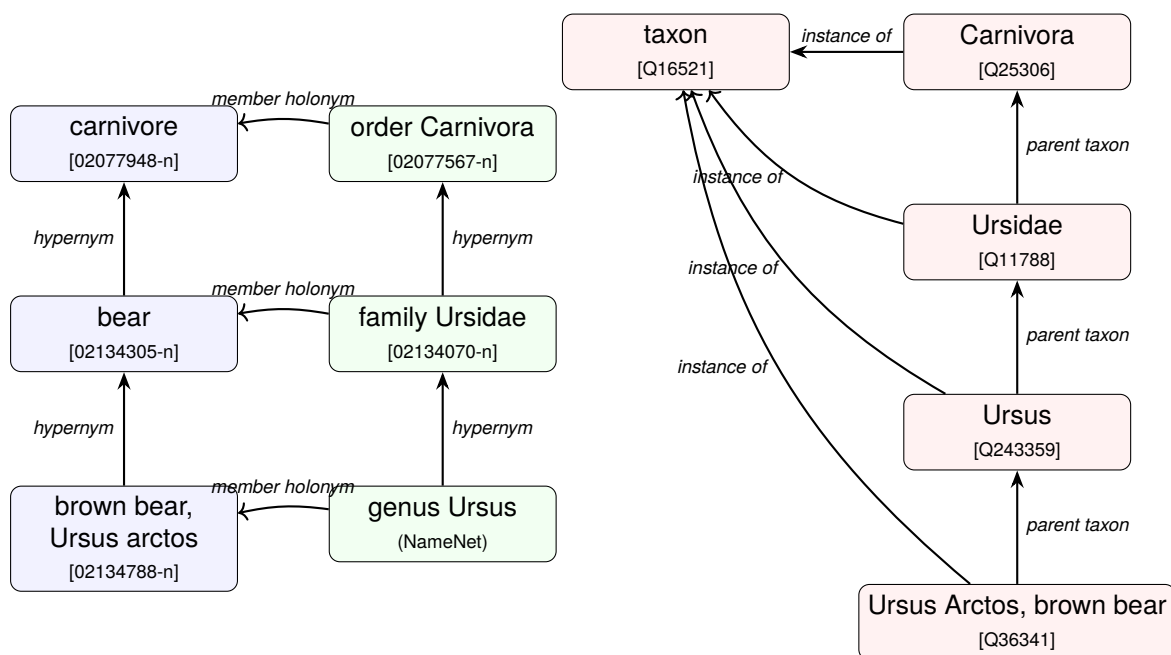 taxon
[Q16521]
instance of
Carnivora
[Q25306]
member holonym
carnivore
[02077948-n]
order Carnivora
[02077567-n]
parent taxon
instance of
Ursidae
[Q11788]
hypernym
hypernym
member holonym
instance of
bear
[02134305-n]
family Ursidae
[02134070-n]
parent taxon
instance of
Ursus
[Q243359]
hypernym
hypernym
member holonym
brown bear,
Ursus arctos
[02134788-n]
genus Ursus
(NameNet)
parent taxon
Ursus Arctos, brown bear
[Q36341]